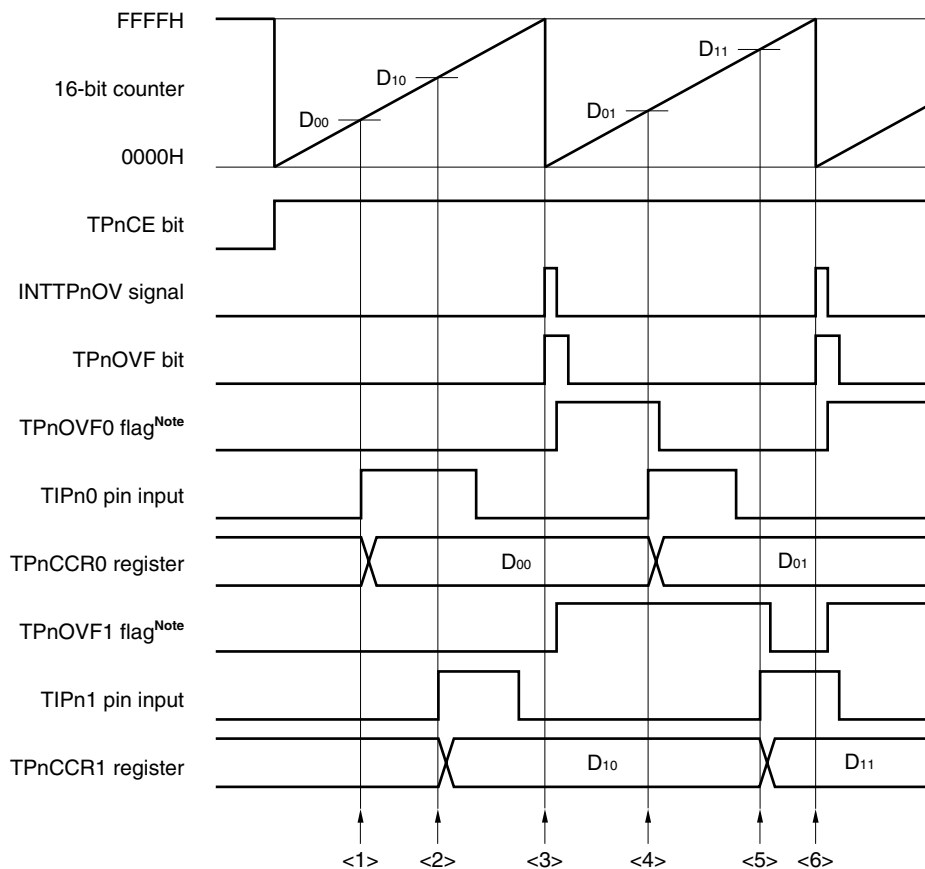 FFFFH
D11
D10
16-bit counter
D01
D00
0000H
TPnCE bit
INTTPnOV signal
TPnOVF bit
TPnOVF0 flagNote
TIPn0 pin input
TPnCCR0 register D00 D01
TPnOVF1 flagNote
TIPn1 pin input
TPnCCR1 register D10 D11
<1> <2> <3> <4> <5> <6>